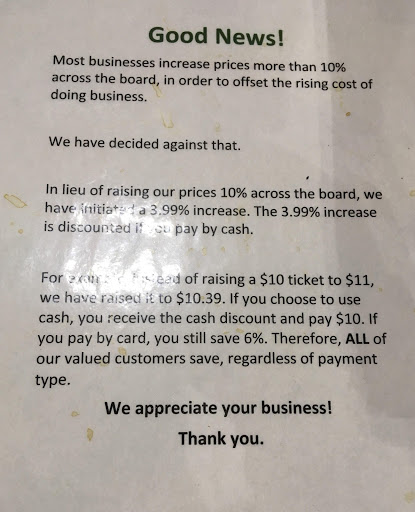 Good News!
Most businesses increase prices more than 10%
across the board, in order to offset the rising cost of
doing business.
We have decided against that.
In lieu of raising our prices 10% across the board, we
have initiated a 3.99% increase. The 3.99% increase
is discounted if you pay by cash.
For example, instead of raising a $10 ticket to $11,
we have raised it to $10.39. If you choose to use
cash, you receive the cash discount and pay $10. If
you pay by card, you still save 6%. Therefore, ALL of
our valued customers save, regardless of payment
type.
We appreciate your business!
Thank you.